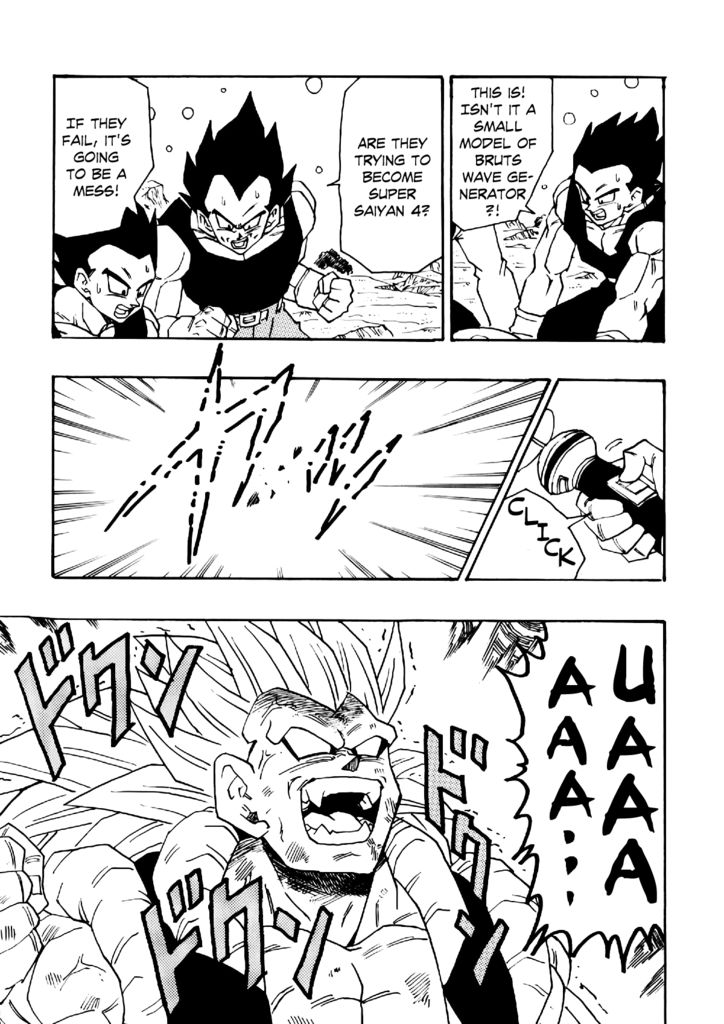 THIS IS!
ISN'T IT A
SMALL
MODEL OF
BRUTS
WAVE GE-
NERATOR
?!
ARE THEY
TRYING TO
BECOME
SUPER
SAIYAN 4?
IF THEY
FAIL, IT'S
GOING
TO BE A
MESS!
CLICK
カッ
UAAA
AAA...
ドクン
ドクン
ドクン